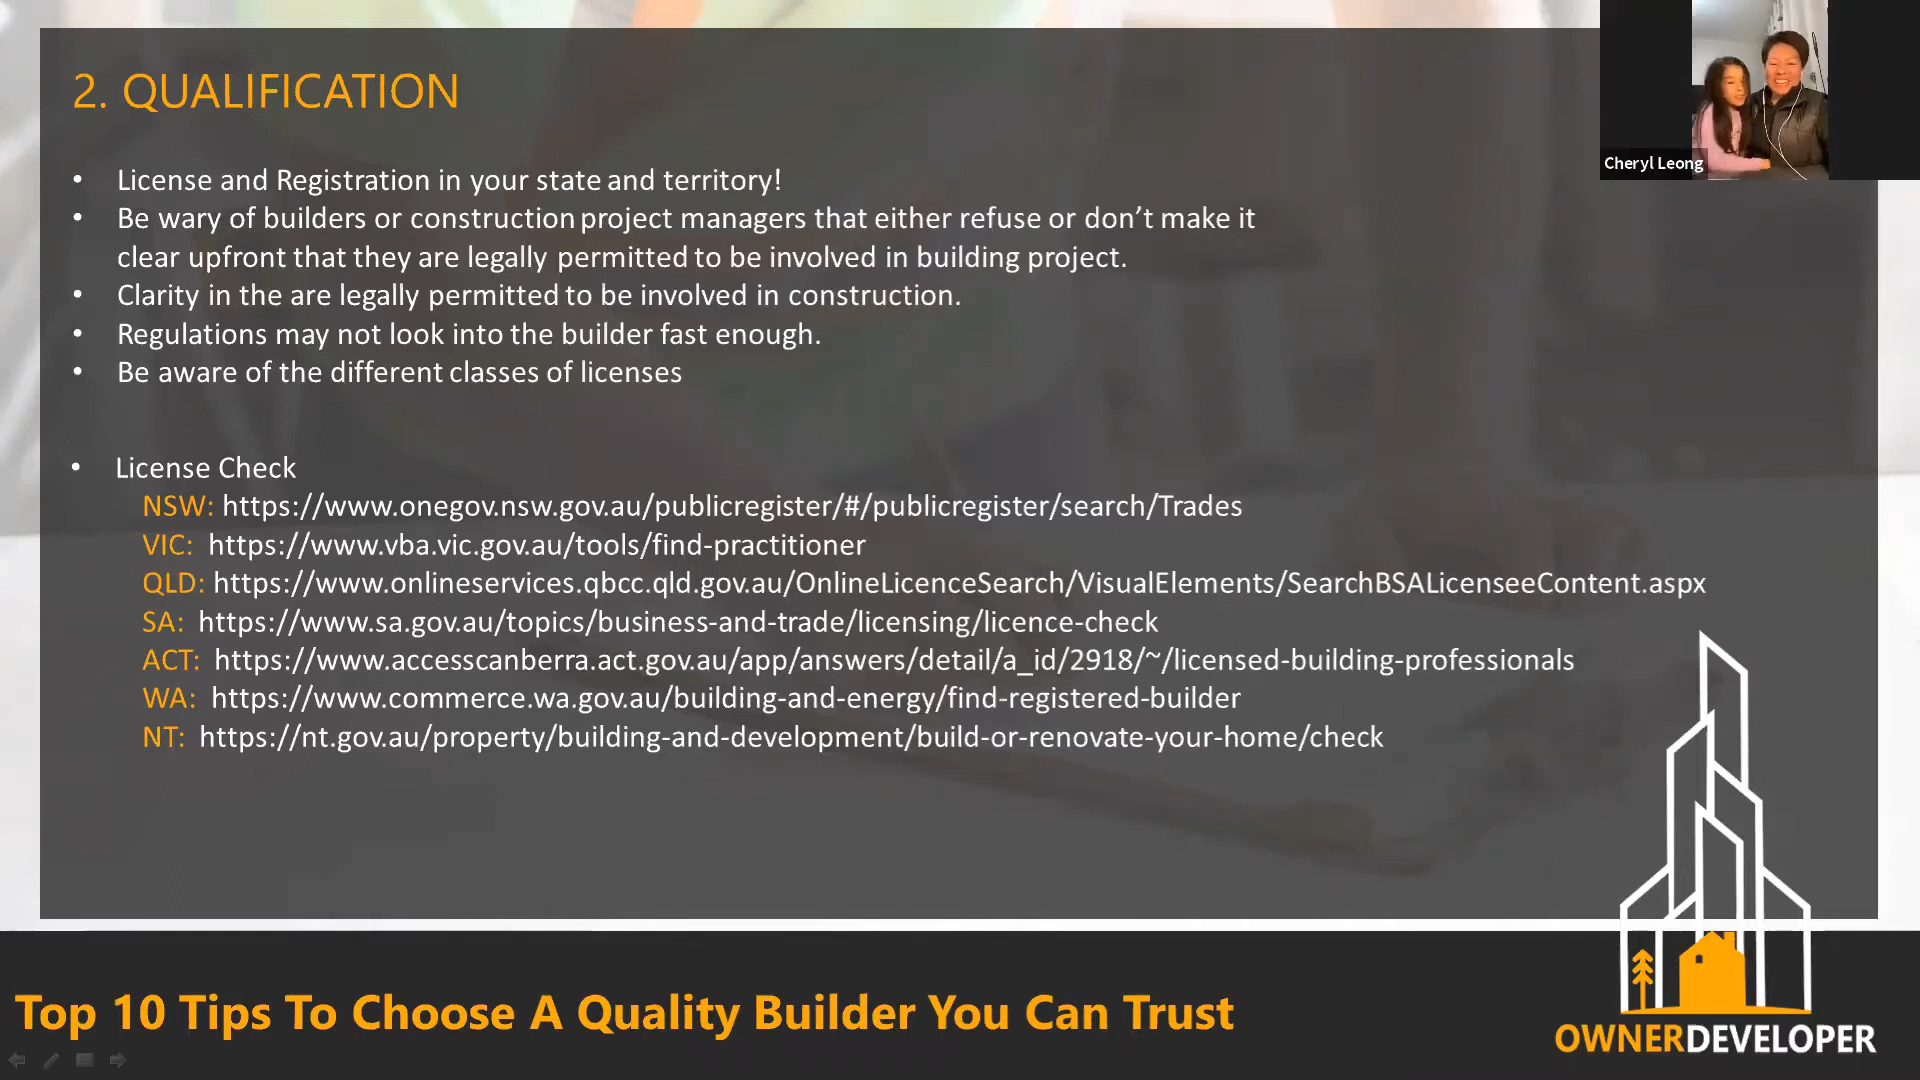 2. QUALIFICATION
Cheryl Leong
• License and Registration in your state and territory!
• Be wary of builders or construction project managers that either refuse or don’t make it
clear upfront that they are legally permitted to be involved in building project.
• Clarity in the are legally permitted to be involved in construction.
• Regulations may not look into the builder fast enough.
• Be aware of the different classes of licenses
• License Check
NSW: https://www.onegov.nsw.gov.au/publicregister/#/publicregister/search/Trades
VIC: https://www.vba.vic.gov.au/tools/find-practitioner
QLD: https://www.onlineservices.qbcc.qld.gov.au/OnlineLicenceSearch/VisualElements/SearchBSALicenseeContent.aspx
SA: https://www.sa.gov.au/topics/business-and-trade/licensing/licence-check
ACT: https://www.accesscanberra.act.gov.au/app/answers/detail/a_id/2918/~/licensed-building-professionals
WA: https://www.commerce.wa.gov.au/building-and-energy/find-registered-builder
NT: https://nt.gov.au/property/building-and-development/build-or-renovate-your-home/check
Top 10 Tips To Choose A Quality Builder You Can Trust
OWNERDEVELOPER